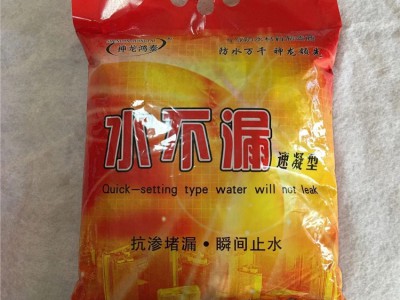 神龙鸿泰
防水万千 神龙领先
水不漏
速凝型
Quick-setting type water will not leak
抗渗堵漏·瞬间止水